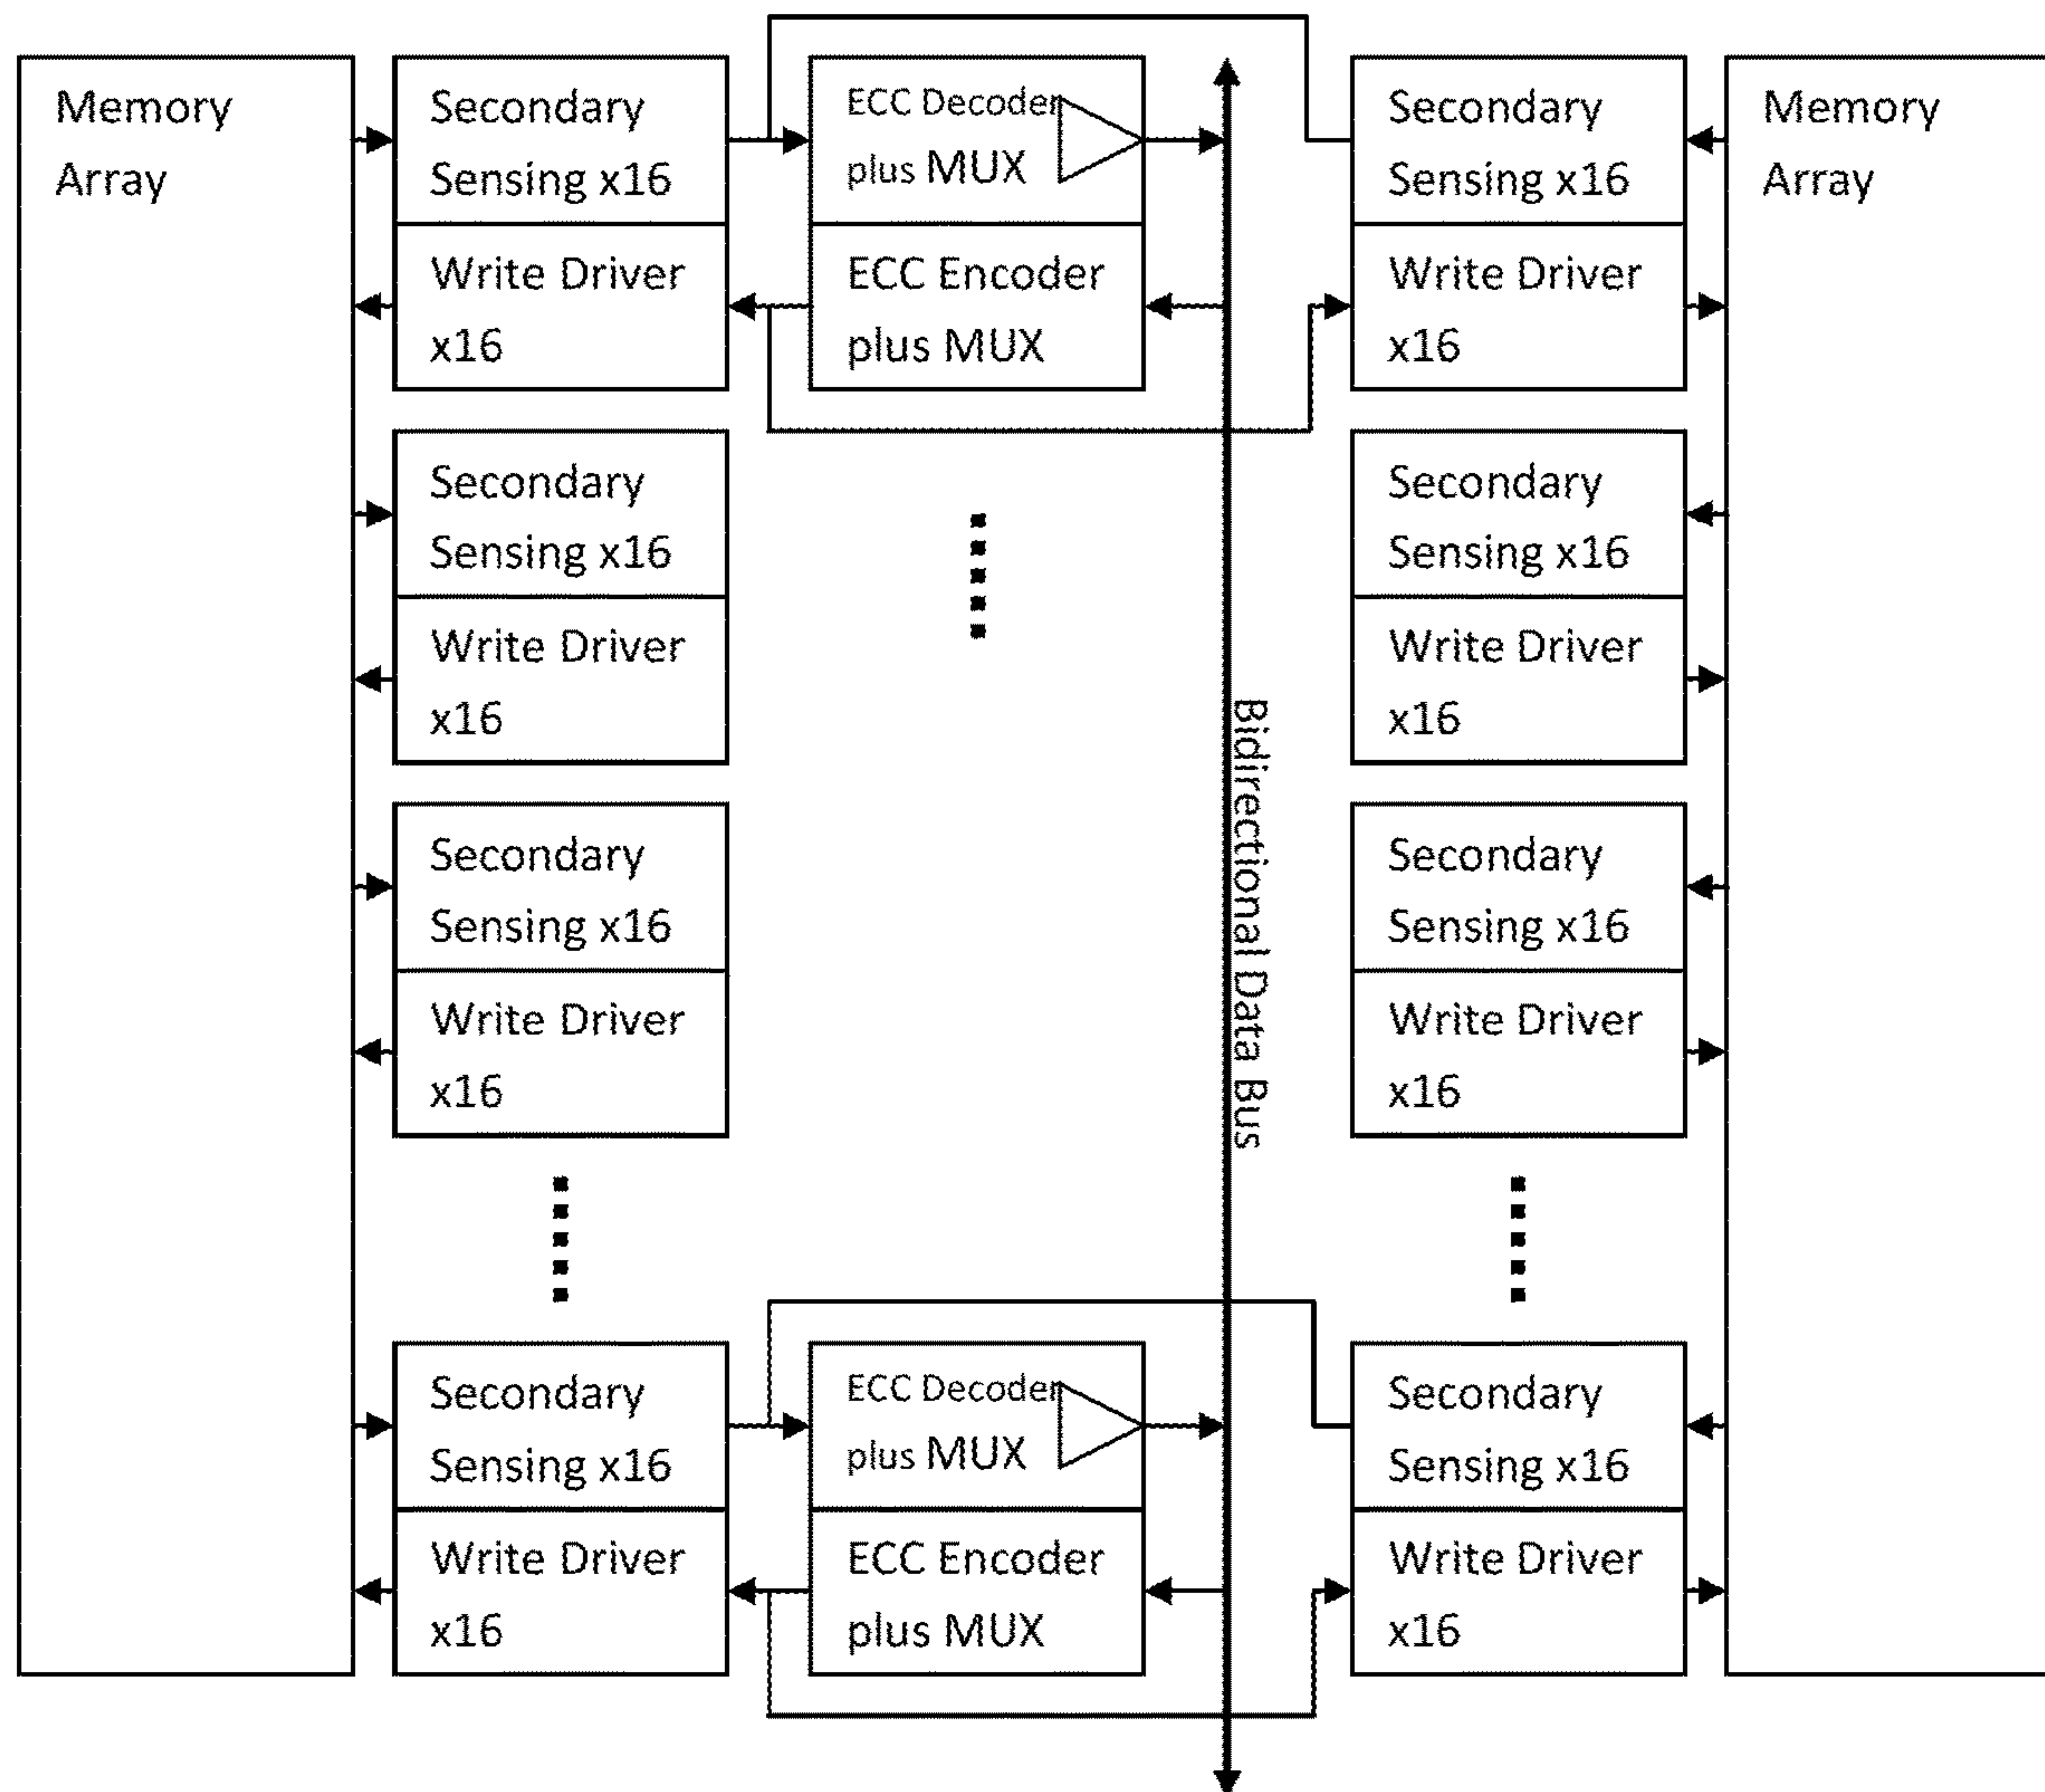 Memory
Array
Secondary
Sensing x16
Write Driver
x16
ECC Decoder
plus MUX
ECC Encoder
plus MUX
Secondary
Sensing x16
Write Driver
x16
Memory
Array
Secondary
Sensing x16
Write Driver
x16
Secondary
Sensing x16
Write Driver
x16
Bidirectional Data Bus
Secondary
Sensing x16
Write Driver
x16
Secondary
Sensing x16
Write Driver
x16
Secondary
Sensing x16
Write Driver
x16
ECC Decoder
plus MUX
ECC Encoder
plus MUX
Secondary
Sensing x16
Write Driver
x16